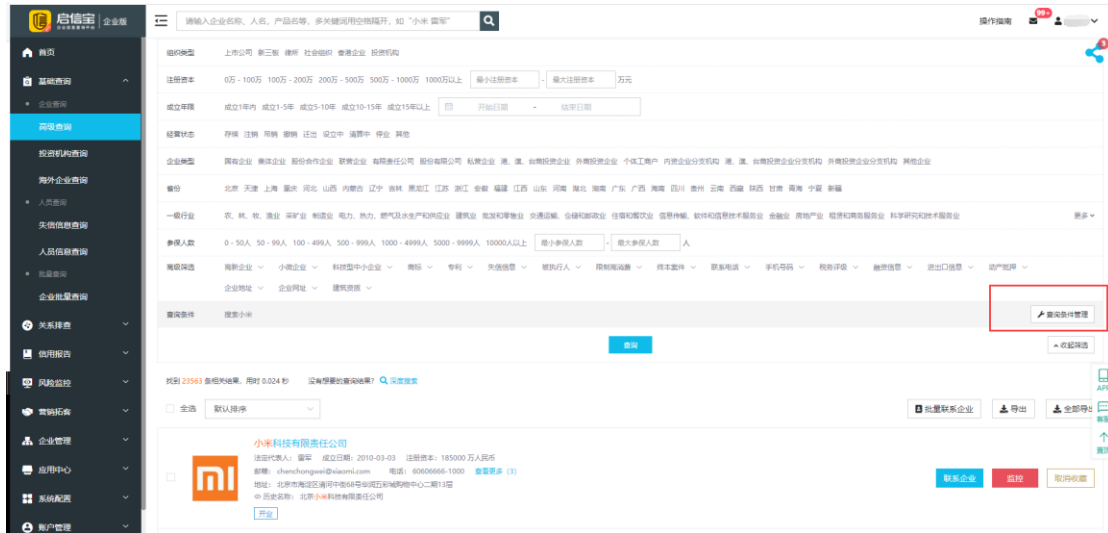 启信宝 企业版
请输入企业名称、人名，产品名等，多关键词用空格隔开，如 “小米 雷军”
操作指南 99+
首页
基础查询
企业查询
高级查询
投资机构查询
海外企业查询
人员查询
失信信息查询
人员信息查询
批量查询
企业批量查询
关系排查
信用报告
风险监控
营销拓客
企业管理
应用中心
系统配置
账户管理
组织类型 上市公司 新三板 律所 社会组织 香港企业 投资机构
注册资本 0万 - 100万 100万 - 200万 200万 - 500万 500万 - 1000万 1000万以上 最小注册资本 - 最大注册资本 万元
成立年限 成立1年内 成立1-5年 成立5-10年 成立10-15年 成立15年以上 开始日期 - 结束日期
经营状态 存续 注销 吊销 撤销 迁出 设立中 清算中 停业 其他
企业类型 国有企业 集体企业 股份合作企业 联营企业 有限责任公司 股份有限公司 私营企业 港、澳、台商投资企业 外商投资企业 个体工商户 内资企业分支机构 港、澳、台商投资企业分支机构 外商投资企业分支机构 其他企业
省份 北京 天津 上海 重庆 河北 山西 内蒙古 辽宁 吉林 黑龙江 江苏 浙江 安徽 福建 江西 山东 河南 湖北 湖南 广东 广西 海南 四川 贵州 云南 西藏 陕西 甘肃 青海 宁夏 新疆
一级行业 农、林、牧、渔业 采矿业 制造业 电力、热力、燃气及水生产和供应业 建筑业 批发和零售业 交通运输、仓储和邮政业 住宿和餐饮业 信息传输、软件和信息技术服务业 金融业 房地产业 租赁和商务服务业 科学研究和技术服务业 更多
参保人数 0 - 50人 50 - 99人 100 - 499人 500 - 999人 1000 - 4999人 5000 - 9999人 10000人以上 最小参保人数 - 最大参保人数 人
高级筛选 高新企业 小微企业 科技型中小企业 商标 专利 失信信息 被执行人 限制高消费 终本案件 联系电话 手机号码 税务评级 融资信息 进出口信息 动产抵押
企业地址 企业网址 建筑资质
查询条件 搜索小米 查询条件管理
查询 收起筛选
找到 23563 条相关结果，用时 0.024 秒 没有想要的查询结果？ 深度搜索
全选 默认排序 批量联系企业 导出 全部导出
小米科技有限责任公司
法定代表人： 雷军 成立日期：2010-03-03 注册资本：185000 万人民币
邮箱： chenchongwei@xiaomi.com 电话： 60606666-1000 查看更多（3）
地址： 北京市海淀区清河中街68号华润五彩城购物中心二期13层
历史名称： 北京小米科技有限责任公司
开业
联系企业 监控 取消收藏
APP
客服